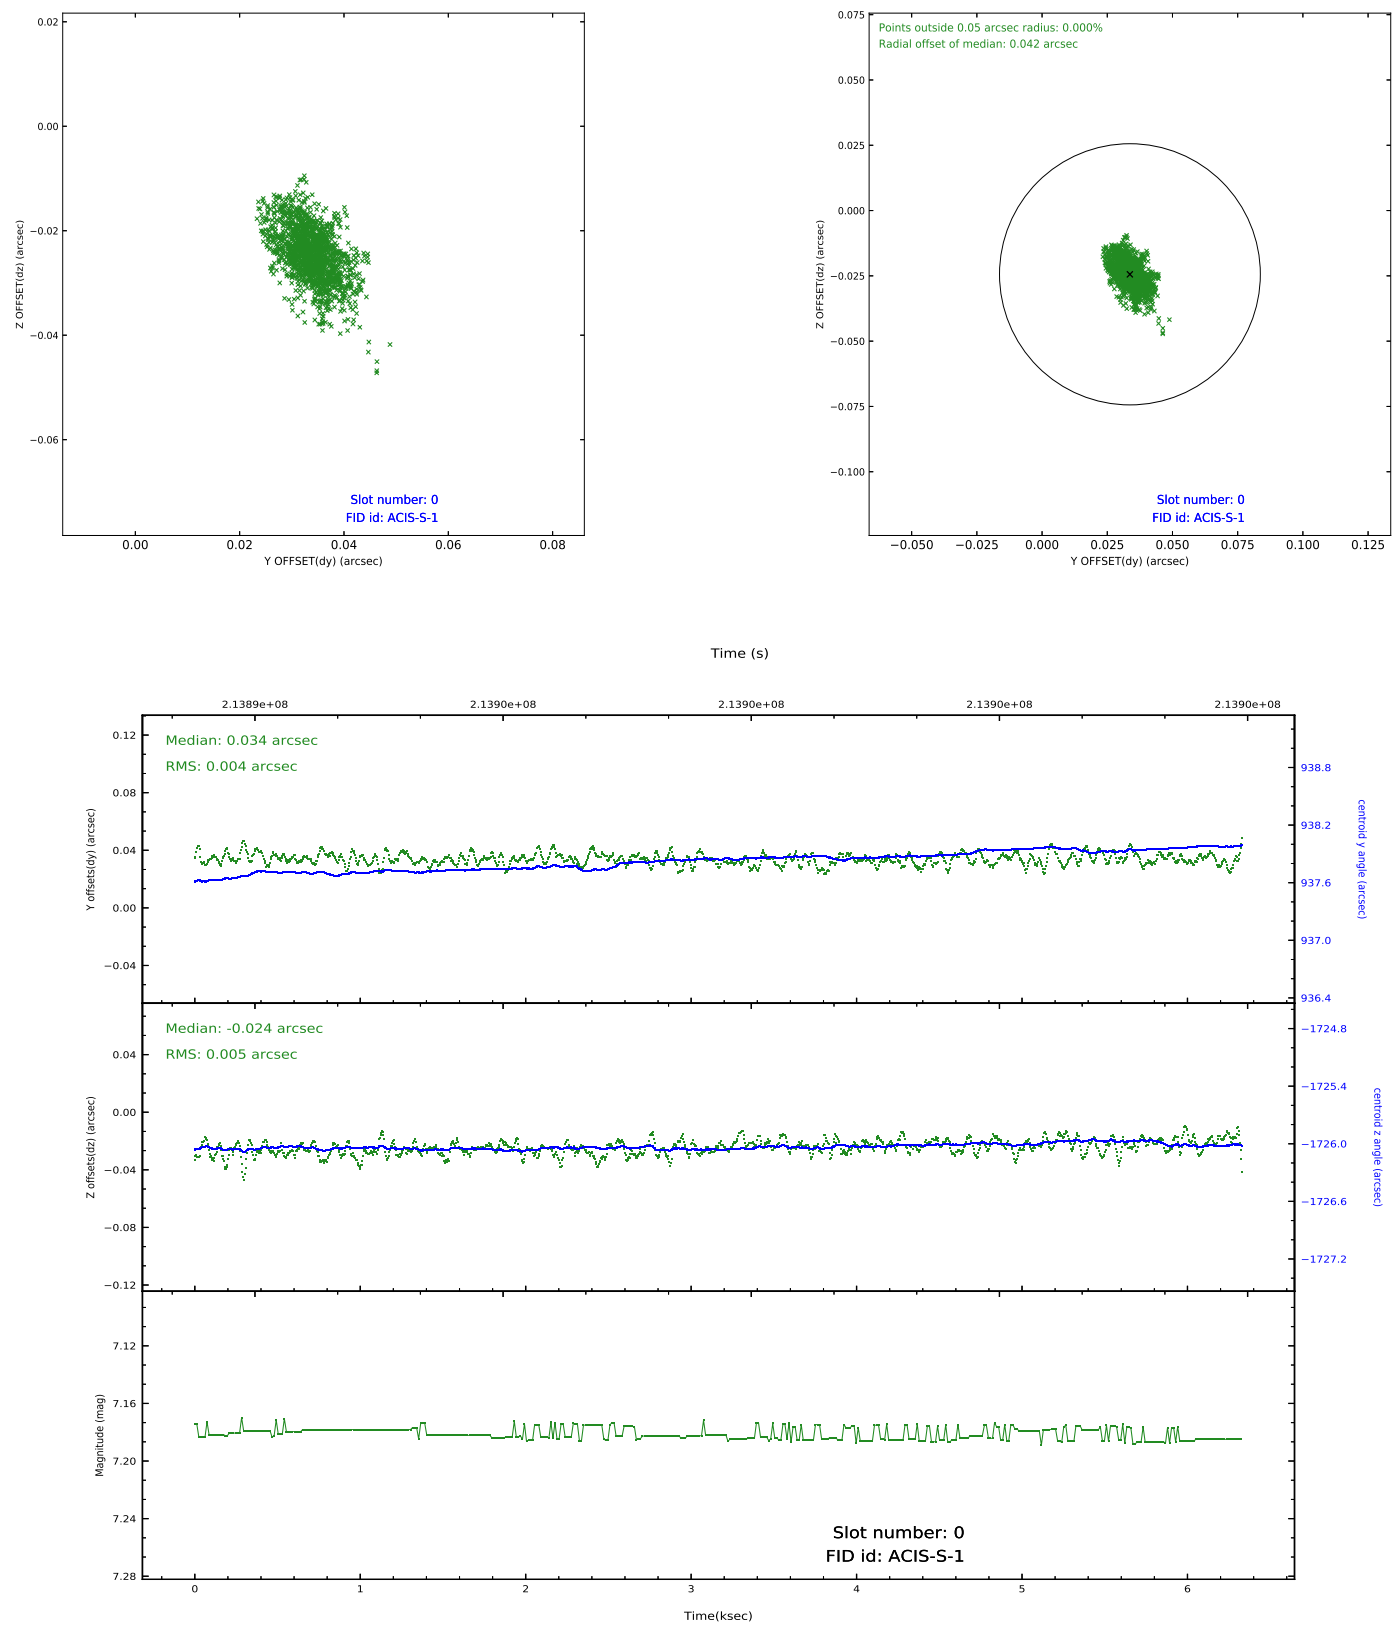 0.02
0.00
−0.02
−0.04
−0.06
Z OFFSET(dz) (arcsec)
Slot number: 0
FID id: ACIS-S-1
0.00 0.02 0.04 0.06 0.08
Y OFFSET(dy) (arcsec)
Points outside 0.05 arcsec radius: 0.000%
Radial offset of median: 0.042 arcsec
0.075
0.050
0.025
0.000
−0.025
−0.050
−0.075
−0.100
Z OFFSET(dz) (arcsec)
Slot number: 0
FID id: ACIS-S-1
−0.050 −0.025 0.000 0.025 0.050 0.075 0.100 0.125
Y OFFSET(dy) (arcsec)
Time (s)
2.1389e+08 2.1390e+08 2.1390e+08 2.1390e+08 2.1390e+08
Median: 0.034 arcsec
RMS: 0.004 arcsec
0.12
0.08
0.04
0.00
−0.04
Y offsets(dy) (arcsec)
938.8
938.2
937.6
937.0
936.4
centroid y angle (arcsec)
Median: -0.024 arcsec
RMS: 0.005 arcsec
0.04
0.00
−0.04
−0.08
−0.12
Z offsets(dz) (arcsec)
−1724.8
−1725.4
−1726.0
−1726.6
−1727.2
centroid z angle (arcsec)
7.12
7.16
7.20
7.24
7.28
Magnitude (mag)
Slot number: 0
FID id: ACIS-S-1
0 1 2 3 4 5 6
Time(ksec)